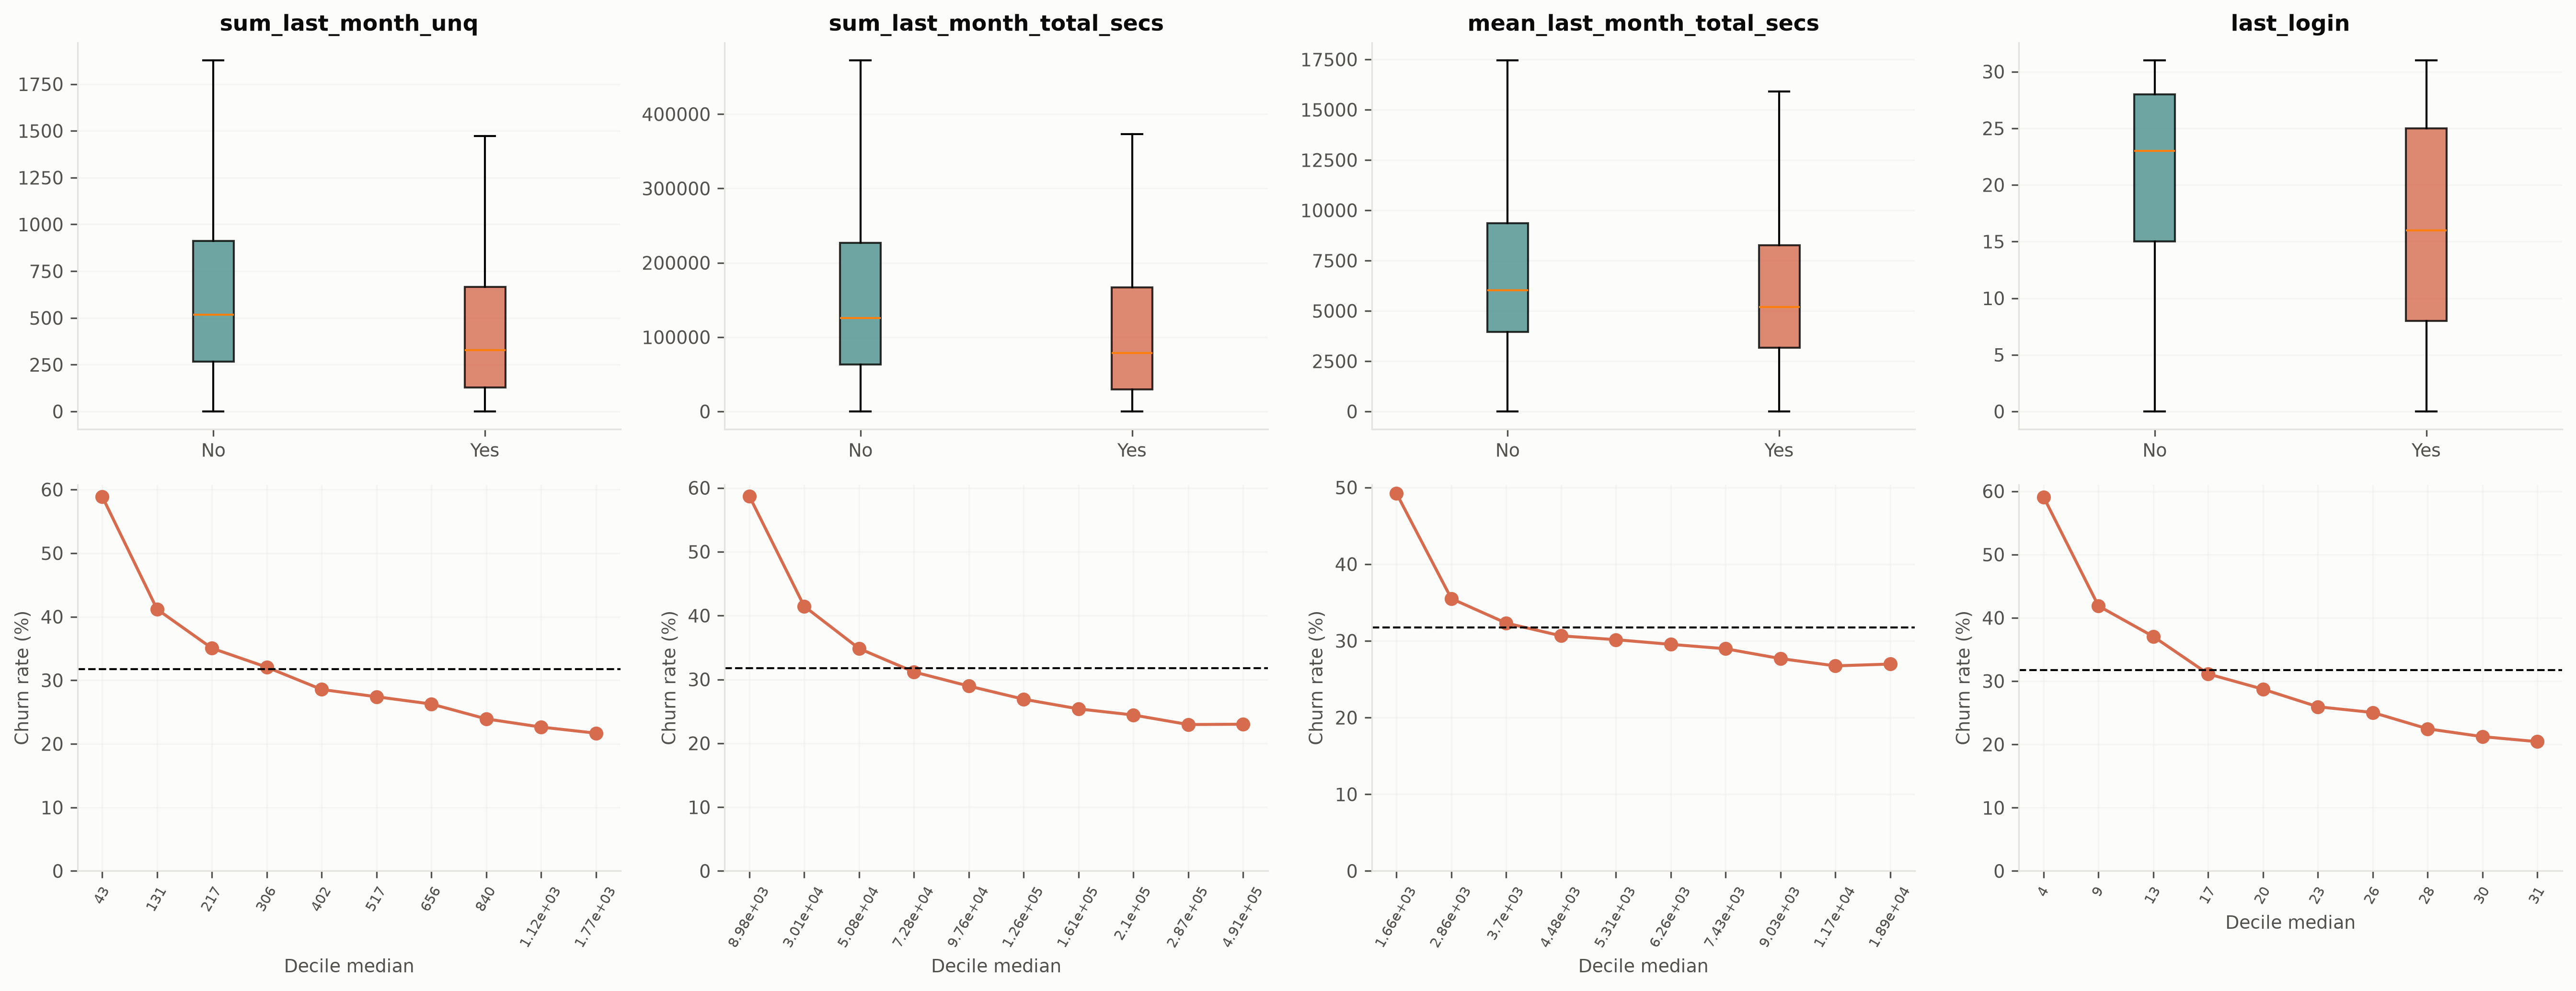 sum_last_month_unq
1750
1500
1250
1000
750
500
250
0
No
Yes
sum_last_month_total_secs
400000
300000
200000
100000
0
No
Yes
mean_last_month_total_secs
17500
15000
12500
10000
7500
5000
2500
0
No
Yes
last_login
30
25
20
15
10
5
0
No
Yes
Churn rate (%)
60
50
40
30
20
10
0
43
131
217
306
402
517
656
840
1.12e+03
1.77e+03
Decile median
Churn rate (%)
60
50
40
30
20
10
0
8.98e+03
3.01e+04
5.08e+04
7.28e+04
9.76e+04
1.26e+05
1.61e+05
2.1e+05
2.87e+05
4.91e+05
Decile median
Churn rate (%)
50
40
30
20
10
0
1.66e+03
2.86e+03
3.7e+03
4.48e+03
5.31e+03
6.26e+03
7.43e+03
9.03e+03
1.17e+04
1.89e+04
Decile median
Churn rate (%)
60
50
40
30
20
10
0
4
9
13
17
20
23
26
28
30
31
Decile median